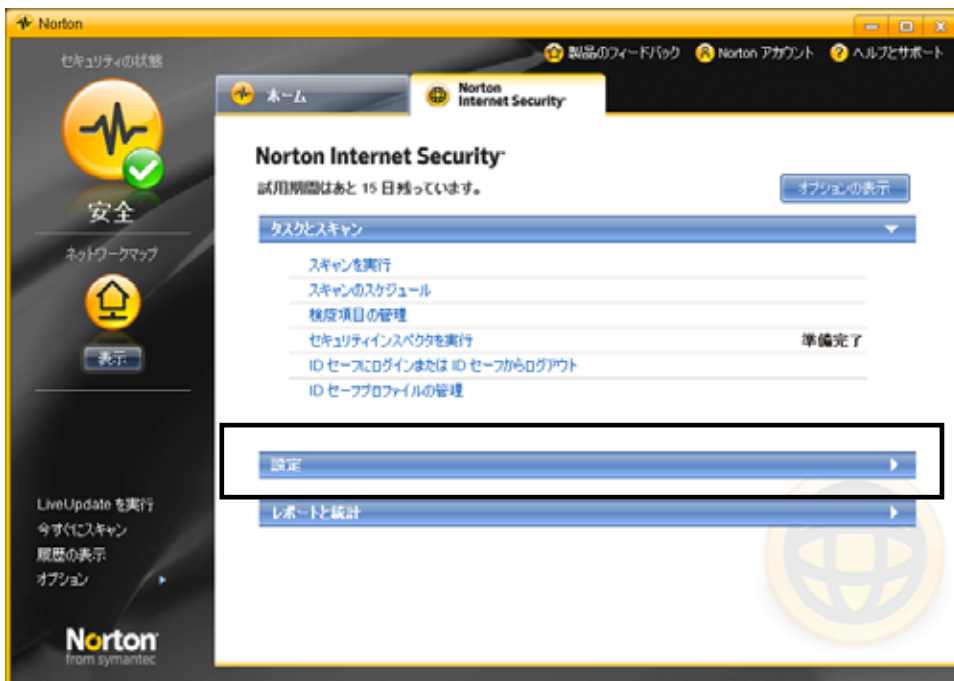 Norton
セキュリティの状態
製品のフィードバック
Norton アカウント
ヘルプとサポート
ホーム
Norton
Internet Security
安全
ネットワークマップ
表示
Norton Internet Security
試用期間はあと 15 日残っています。
オプションの表示
タスクとスキャン
スキャンを実行
スキャンのスケジュール
検疫項目の管理
セキュリティインスペクタを実行
準備完了
ID セーフにログインまたは ID セーフからログアウト
ID セーフプロファイルの管理
設定
レポートと統計
LiveUpdate を実行
今すぐにスキャン
履歴の表示
オプション
Norton
from symantec